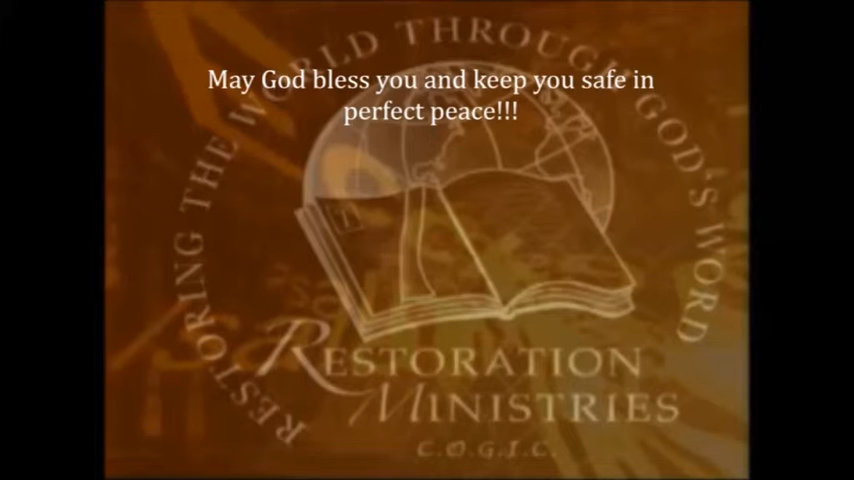 May God bless you and keep you safe in
perfect peace!!!
RESTORING THE WORLD THROUGH GOD'S WORD
RESTORATION
MINISTRIES
C.O.G.I.C.